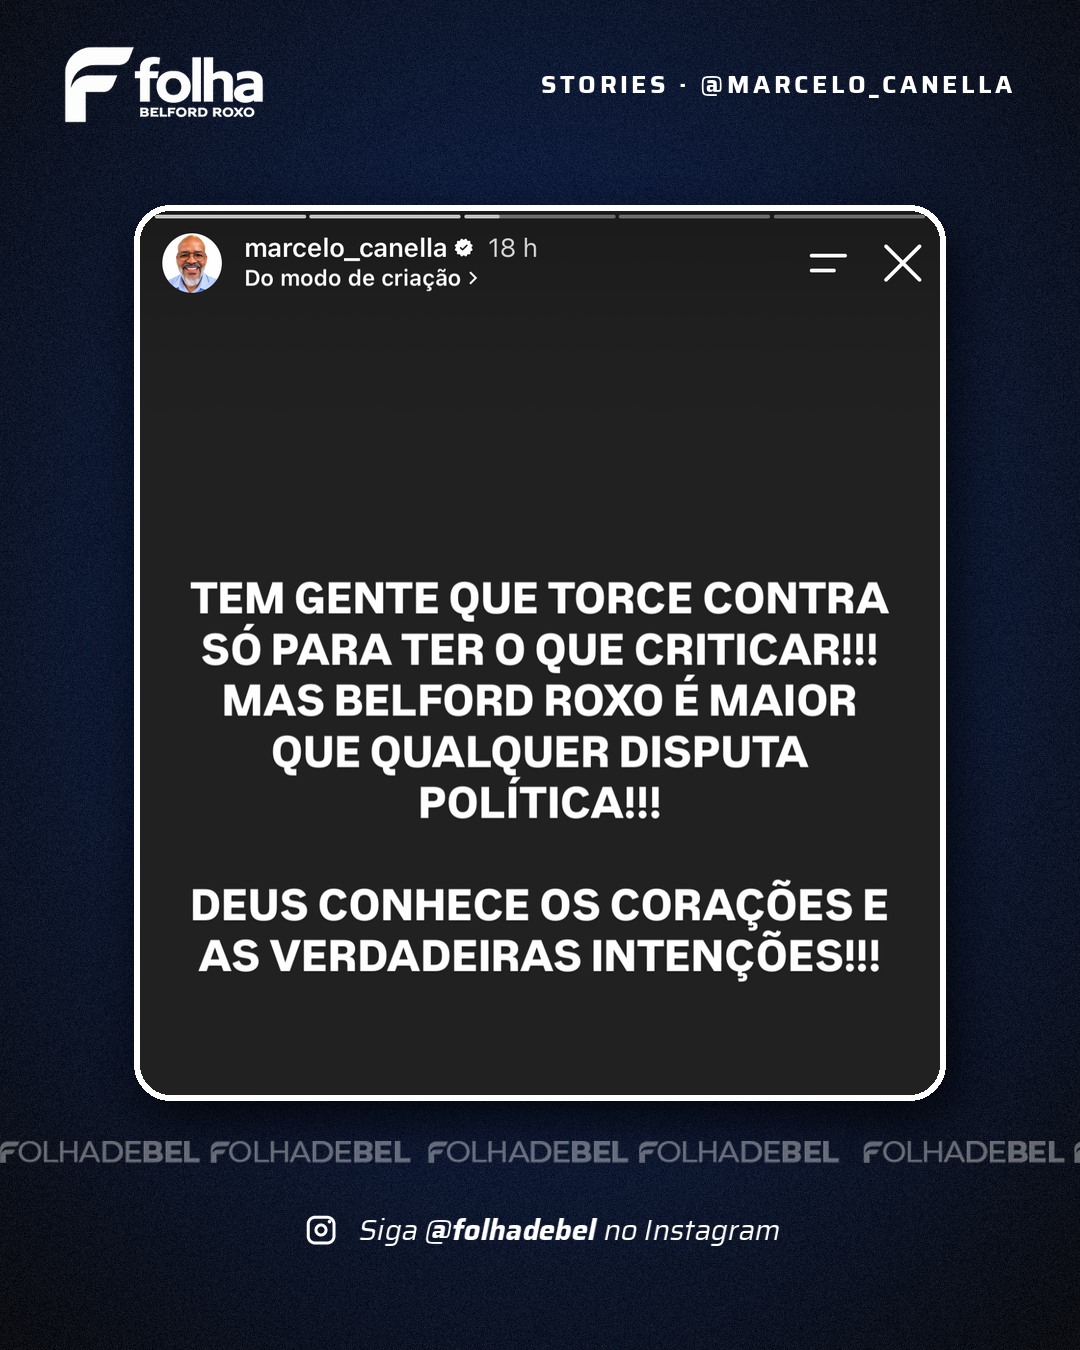 folha
BELFORD ROXO
STORIES · @MARCELO_CANELLA
marcelo_canella 18 h
Do modo de criação >
TEM GENTE QUE TORCE CONTRA
SÓ PARA TER O QUE CRITICAR!!!
MAS BELFORD ROXO É MAIOR
QUE QUALQUER DISPUTA
POLÍTICA!!!
DEUS CONHECE OS CORAÇÕES E
AS VERDADEIRAS INTENÇÕES!!!
FOLHADEBEL FOLHADEBEL FOLHADEBEL FOLHADEBEL FOLHADEBEL
Siga @folhadebel no Instagram